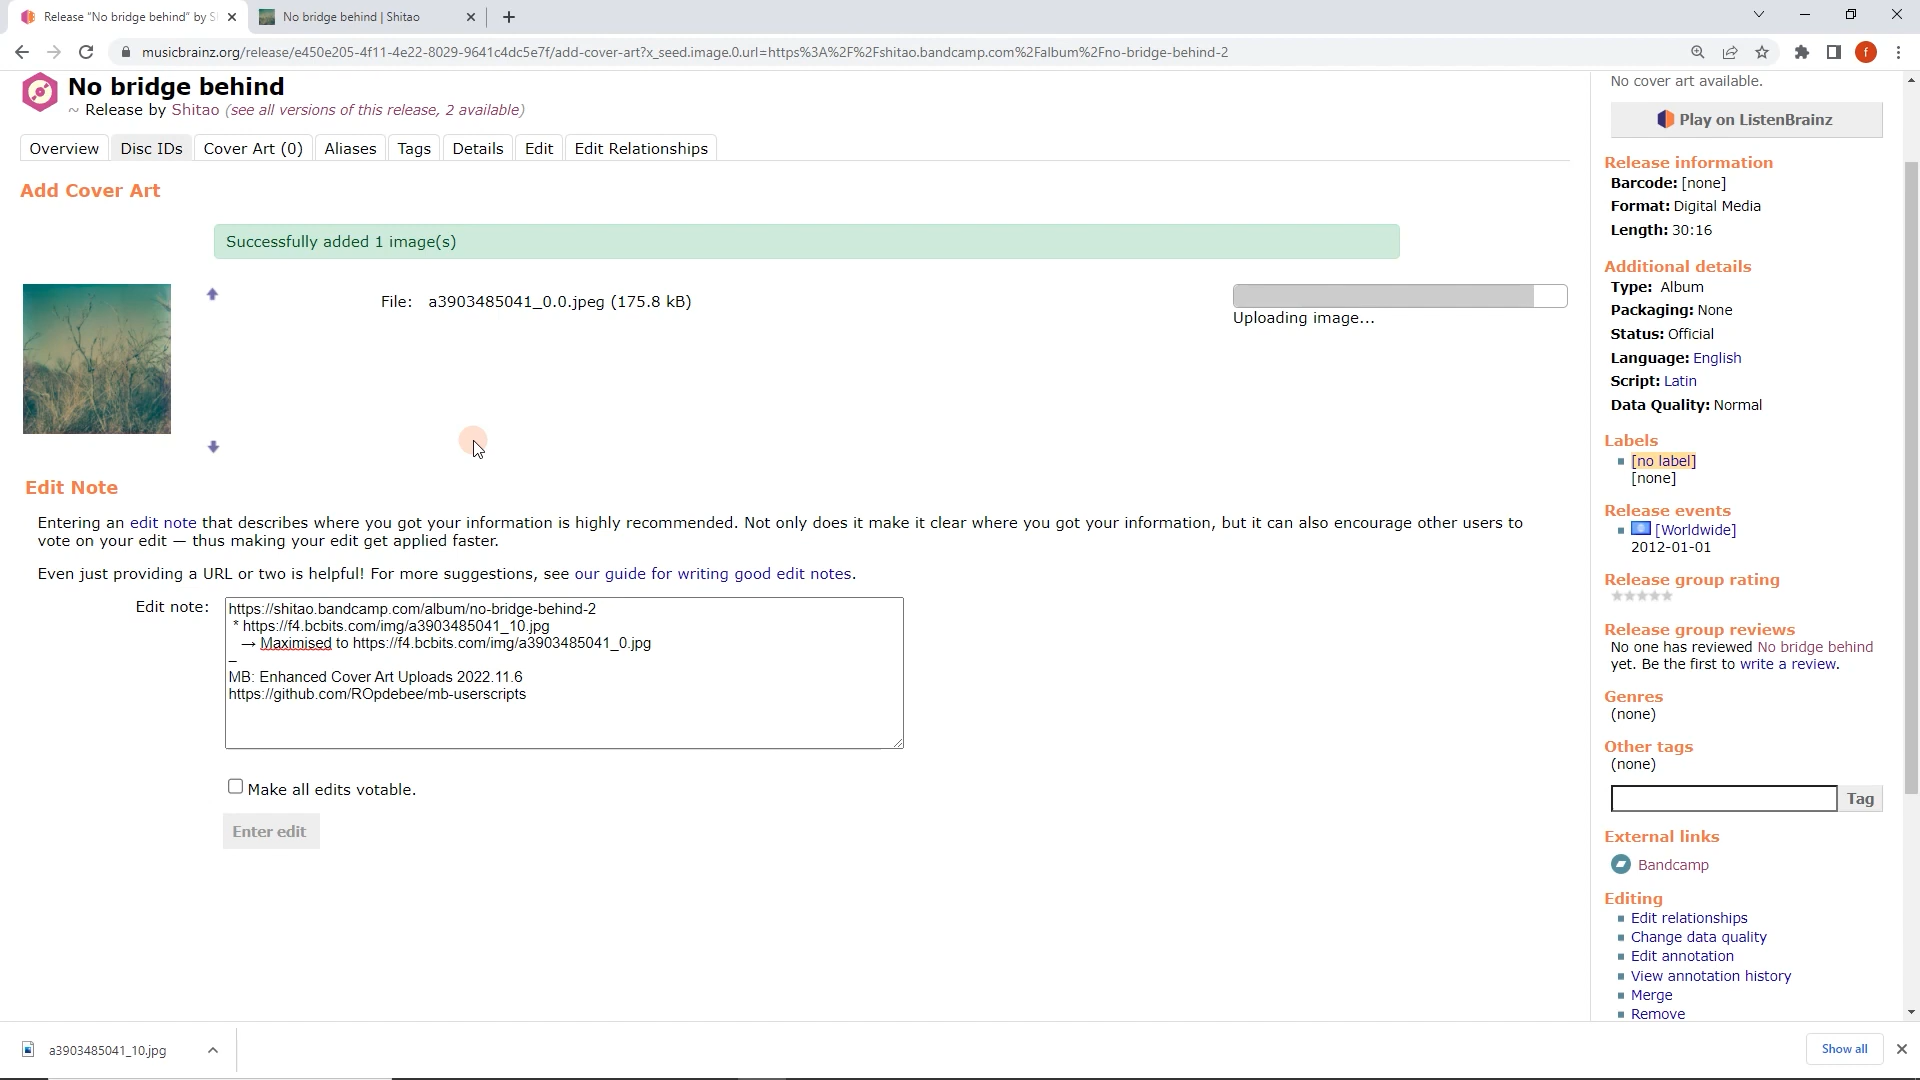 Release "No bridge behind" by S
No bridge behind | Shitao
musicbrainz.org/release/e450e205-4f11-4e22-8029-9641c4dc5e7f/add-cover-art?x_seed.image.0.url=https%3A%2F%2Fshitao.bandcamp.com%2Falbum%2Fno-bridge-behind-2
f
No bridge behind
~ Release by Shitao (see all versions of this release, 2 available)
Overview
Disc IDs
Cover Art (0)
Aliases
Tags
Details
Edit
Edit Relationships
Add Cover Art
Successfully added 1 image(s)
File: a3903485041_0.0.jpeg (175.8 kB)
Uploading image...
Edit Note
Entering an edit note that describes where you got your information is highly recommended. Not only does it make it clear where you got your information, but it can also encourage other users to
vote on your edit — thus making your edit get applied faster.
Even just providing a URL or two is helpful! For more suggestions, see our guide for writing good edit notes.
Edit note:
https://shitao.bandcamp.com/album/no-bridge-behind-2
* https://f4.bcbits.com/img/a3903485041_10.jpg
→ Maximised to https://f4.bcbits.com/img/a3903485041_0.jpg
–
MB: Enhanced Cover Art Uploads 2022.11.6
https://github.com/ROpdebee/mb-userscripts
Make all edits votable.
Enter edit
No cover art available.
Play on ListenBrainz
Release information
Barcode: [none]
Format: Digital Media
Length: 30:16
Additional details
Type: Album
Packaging: None
Status: Official
Language: English
Script: Latin
Data Quality: Normal
Labels
[no label]
[none]
Release events
[Worldwide]
2012-01-01
Release group rating
Release group reviews
No one has reviewed No bridge behind
yet. Be the first to write a review.
Genres
(none)
Other tags
(none)
Tag
External links
Bandcamp
Editing
Edit relationships
Change data quality
Edit annotation
View annotation history
Merge
Remove
a3903485041_10.jpg
Show all